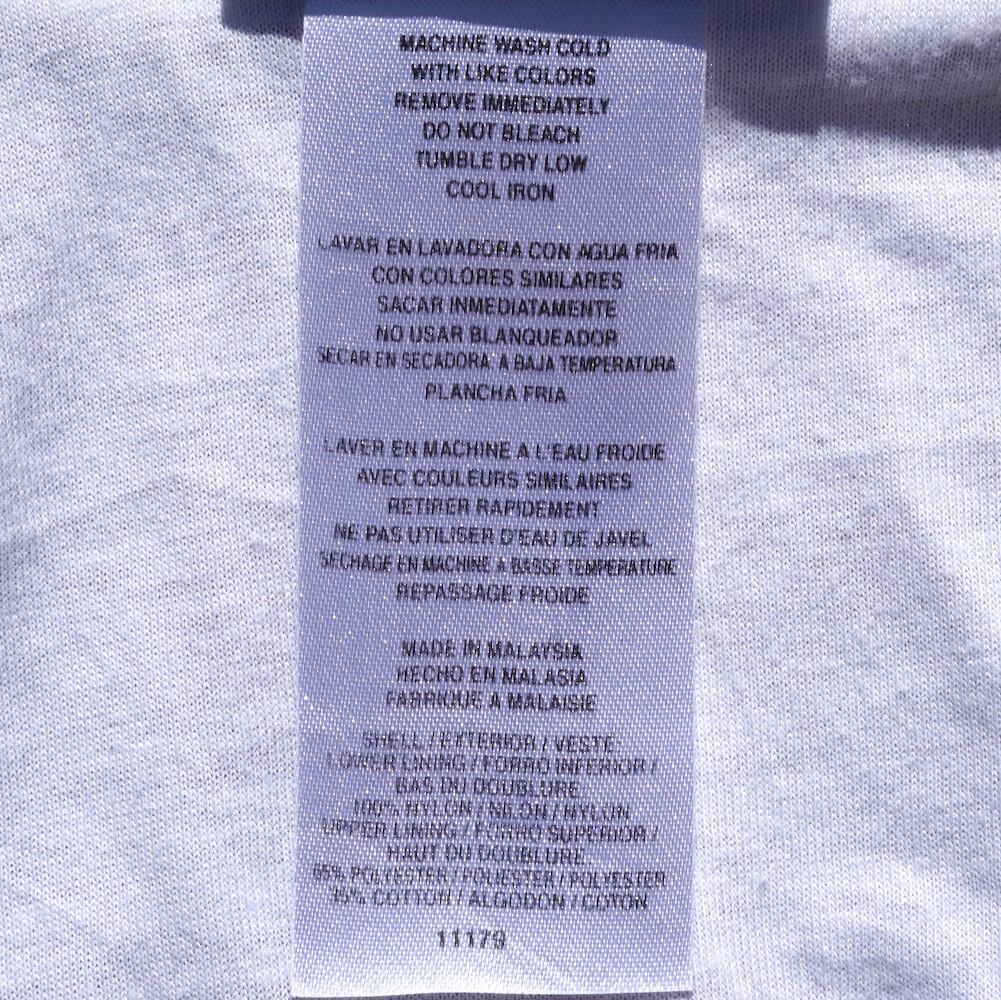 MACHINE WASH COLD
WITH LIKE COLORS
REMOVE IMMEDIATELY
DO NOT BLEACH
TUMBLE DRY LOW
COOL IRON
LAVAR EN LAVADORA CON AGUA FRIA
CON COLORES SIMILARES
SACAR INMEDIATAMENTE
NO USAR BLANQUEADOR
SECAR EN SECADORA A BAJA TEMPERATURA
PLANCHA FRIA
LAVER EN MACHINE A L'EAU FROIDE
AVEC COULEURS SIMILAIRES
RETIRER RAPIDEMENT
NE PAS UTILISER D'EAU DE JAVEL
SECHAGE EN MACHINE A BASSE TEMPERATURE
REPASSAGE FROIDE
MADE IN MALAYSIA
HECHO EN MALASIA
FABRIQUE A MALAISIE
SHELL / EXTERIOR / VESTE:
LOWER LINING / FORRO INFERIOR /
BAS DU DOUBLURE
100% NYLON / NILON / NYLON
UPPER LINING / FORRO SUPERIOR /
HAUT DU DOUBLURE:
65% POLYESTER / POLIESTER / POLYESTER
35% COTTON / ALGODON / COTON
11179